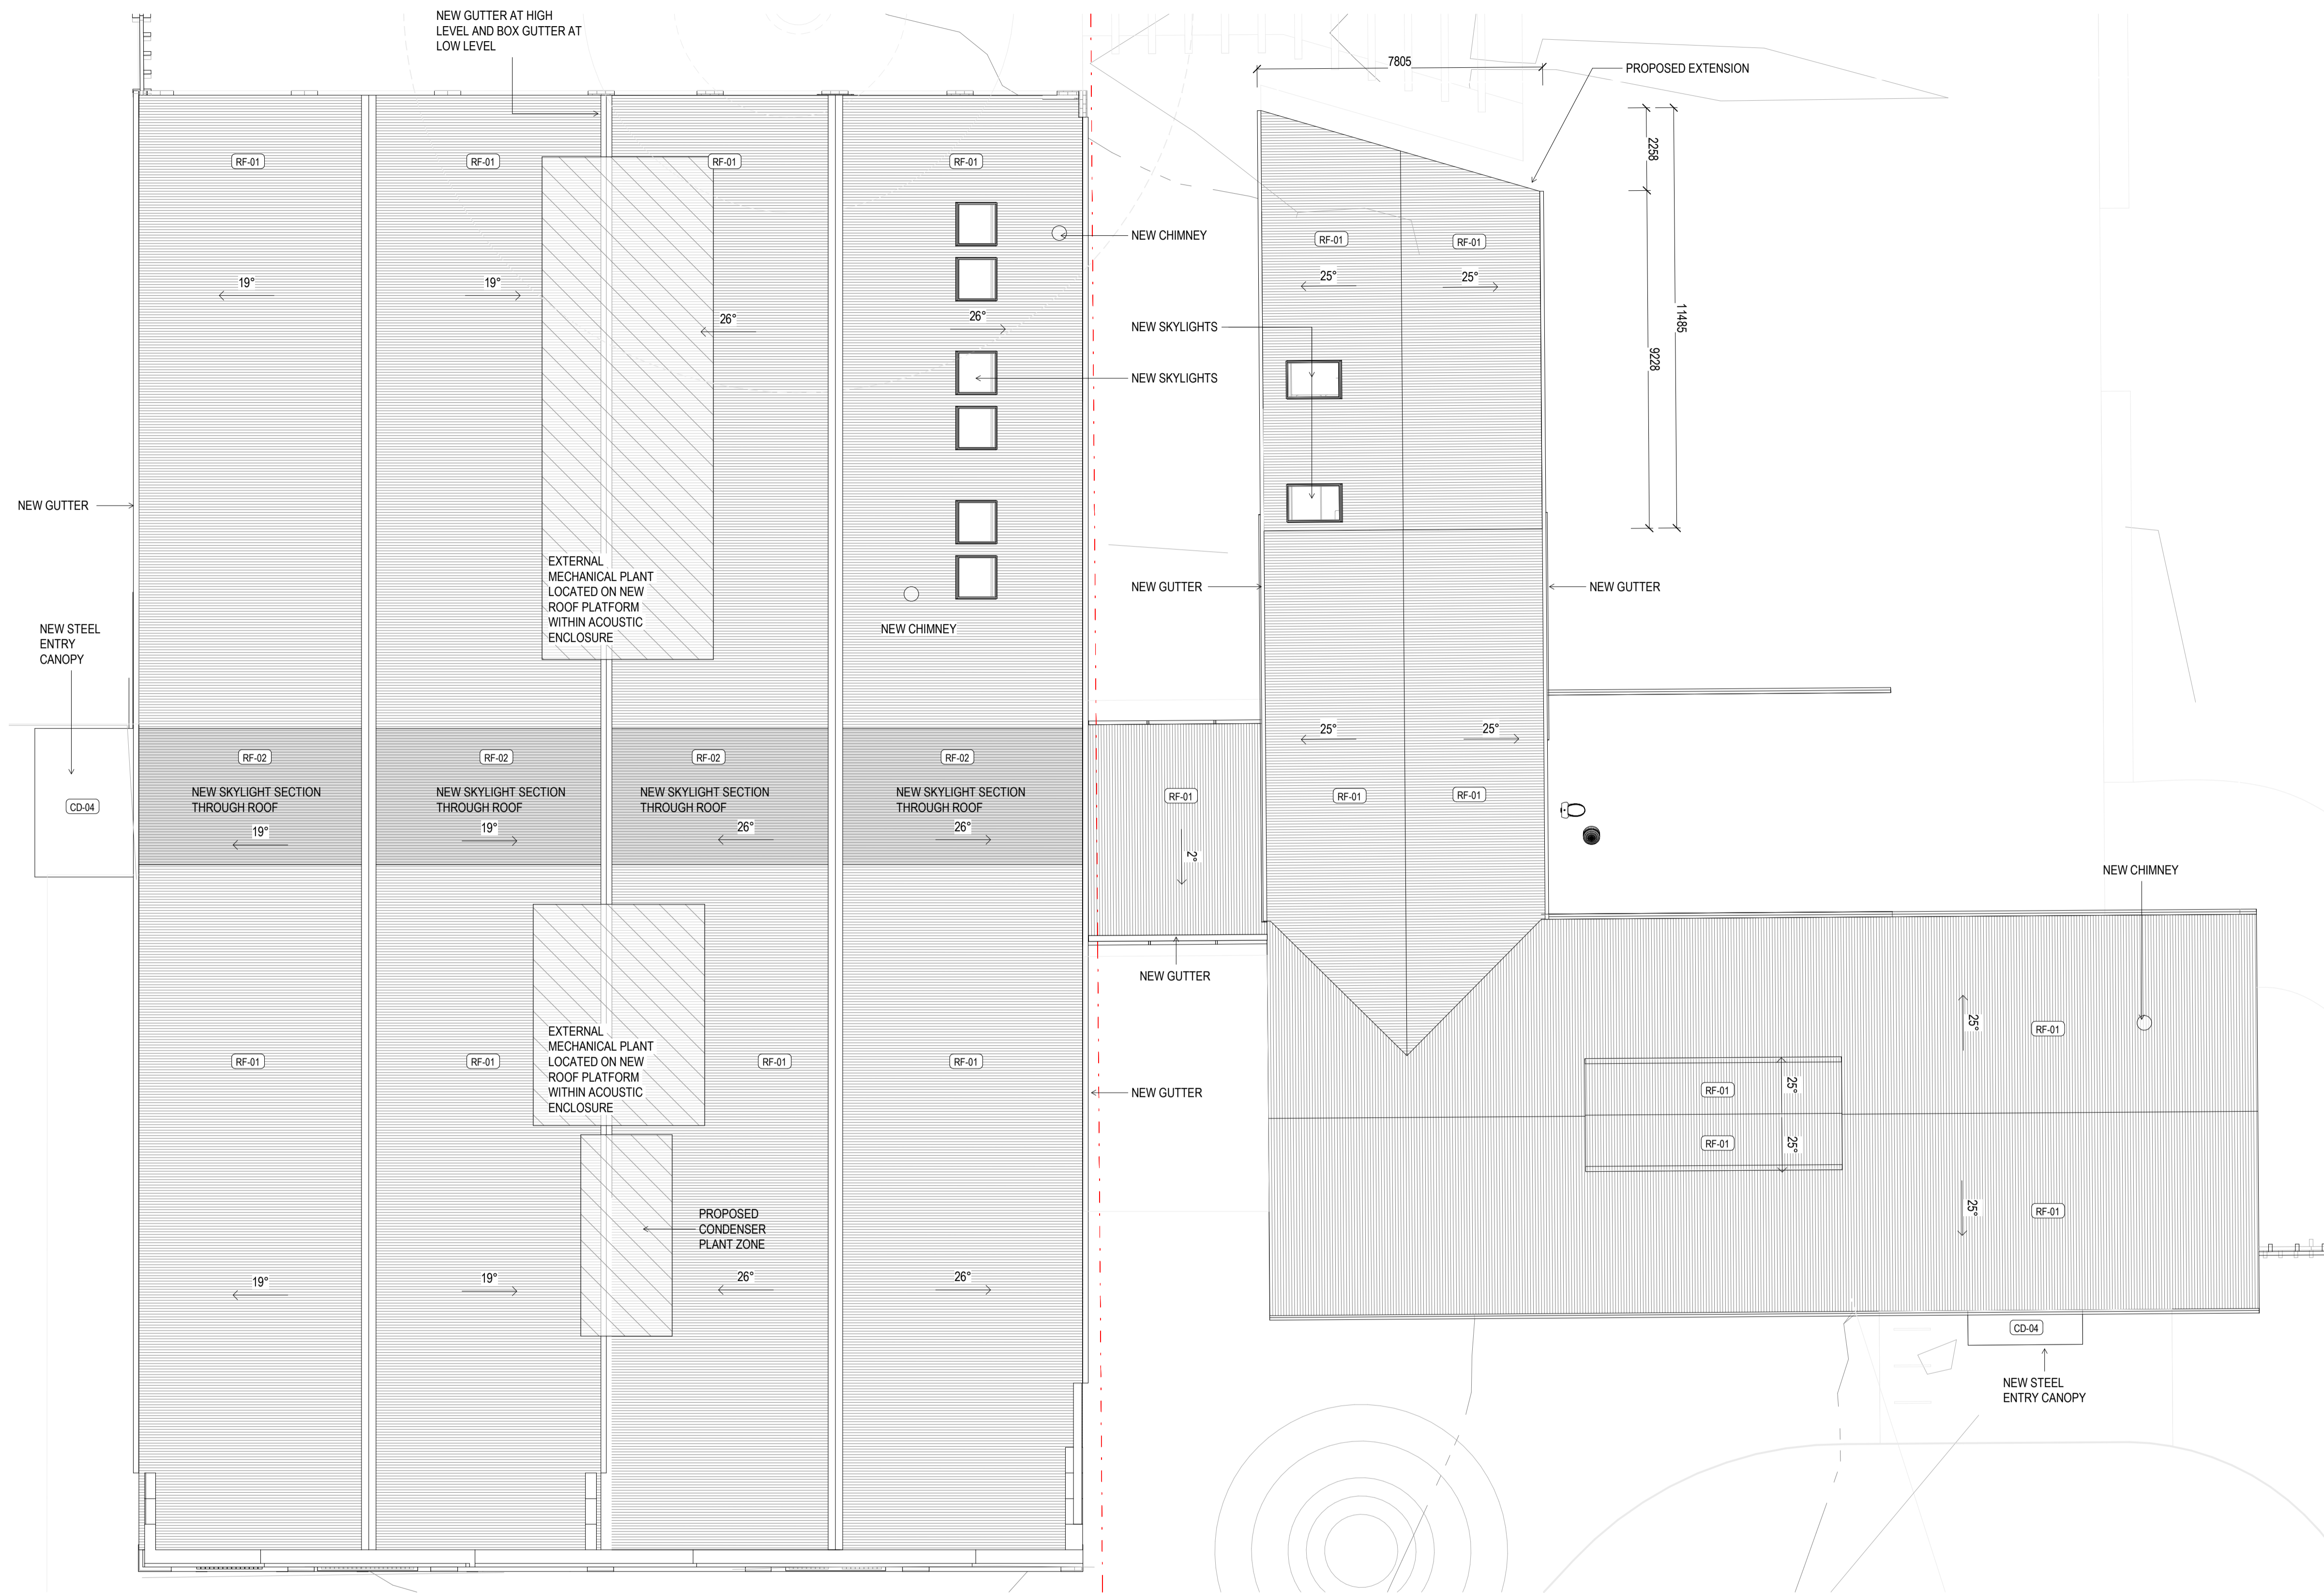 NEW GUTTER AT HIGH
LEVEL AND BOX GUTTER AT
LOW LEVEL
7805
PROPOSED EXTENSION
2258
11485
9228
RF-01
RF-01
RF-01
RF-01
NEW CHIMNEY
RF-01
RF-01
19°
19°
26°
26°
25°
25°
NEW SKYLIGHTS
NEW SKYLIGHTS
NEW GUTTER
EXTERNAL
MECHANICAL PLANT
LOCATED ON NEW
ROOF PLATFORM
WITHIN ACOUSTIC
ENCLOSURE
NEW CHIMNEY
NEW GUTTER
NEW GUTTER
NEW STEEL
ENTRY
CANOPY
CD-04
RF-02
RF-02
RF-02
RF-02
NEW SKYLIGHT SECTION
THROUGH ROOF
NEW SKYLIGHT SECTION
THROUGH ROOF
NEW SKYLIGHT SECTION
THROUGH ROOF
NEW SKYLIGHT SECTION
THROUGH ROOF
19°
19°
26°
26°
25°
25°
RF-01
RF-01
RF-01
2°
NEW CHIMNEY
NEW GUTTER
EXTERNAL
MECHANICAL PLANT
LOCATED ON NEW
ROOF PLATFORM
WITHIN ACOUSTIC
ENCLOSURE
RF-01
RF-01
RF-01
RF-01
NEW GUTTER
25°
RF-01
RF-01
25°
RF-01
25°
25°
RF-01
PROPOSED
CONDENSER
PLANT ZONE
19°
19°
26°
26°
CD-04
NEW STEEL
ENTRY CANOPY